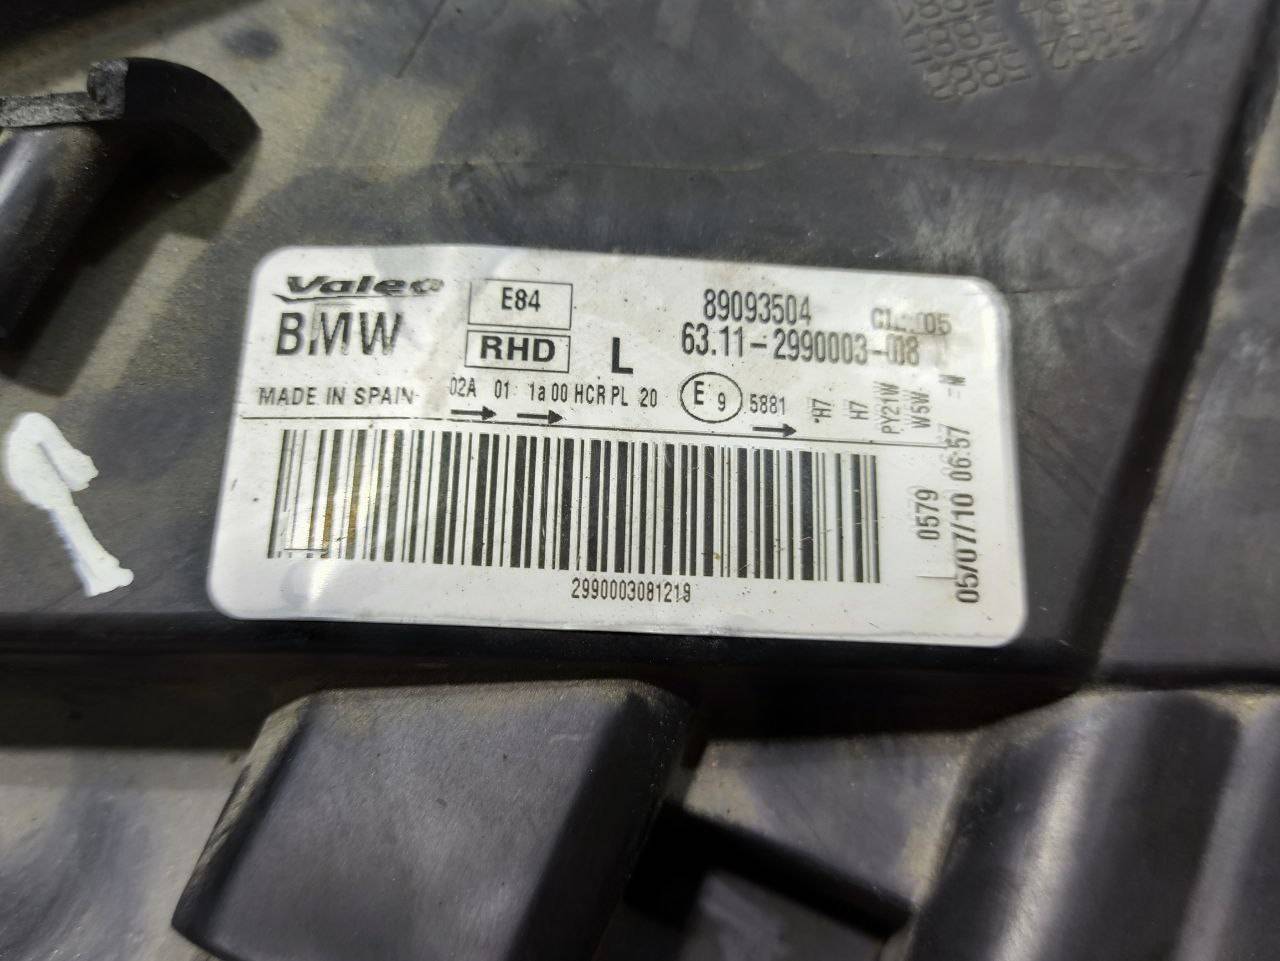 Valeo
BMW
E84
RHD
L
89093504
63.11-2990003-08
MADE IN SPAIN
02A 01 1a 00 HCR PL 20
E 9 5881
H7
H7
PY21W
W5W
0579
05/07/10 06:57
2990003081219